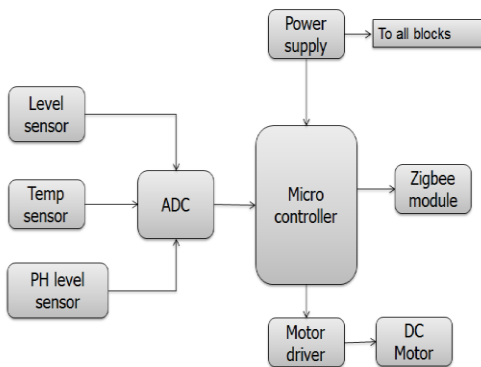 Power
supply
To all blocks
Level
sensor
Temp
sensor
ADC
Micro
controller
Zigbee
module
PH level
sensor
Motor
driver
DC
Motor